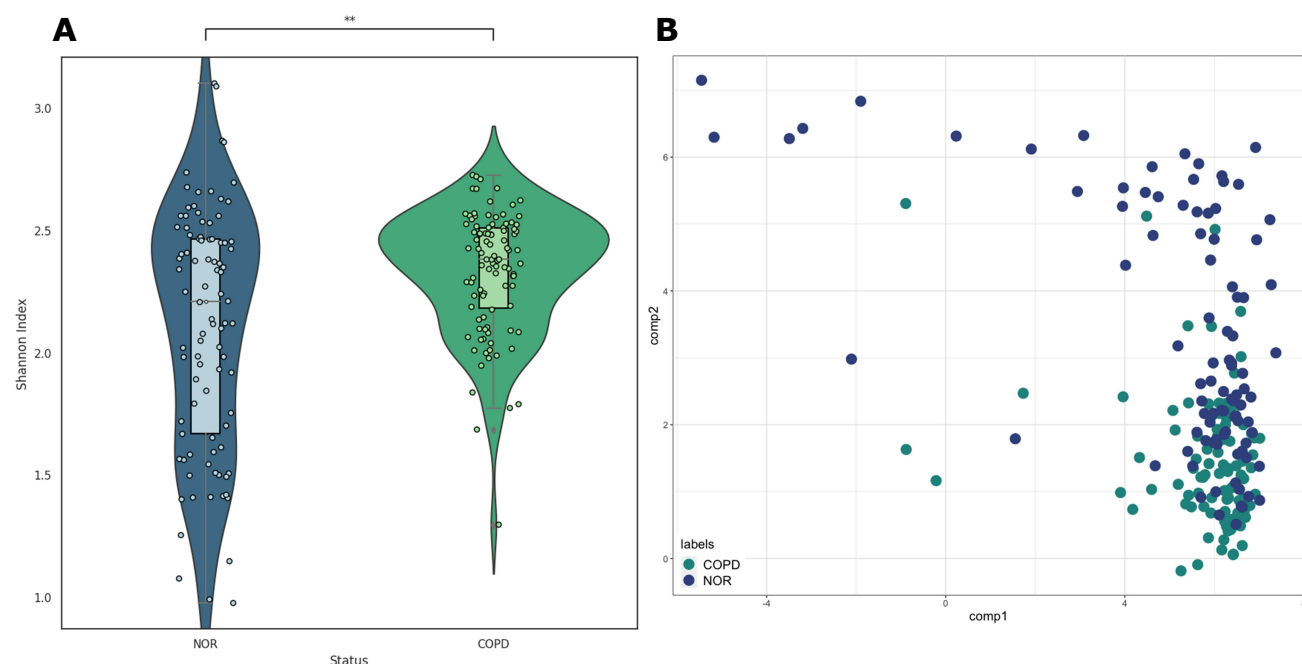 A
**
3.0
2.5
2.0
1.5
1.0
Shannon Index
NOR
COPD
Status
B
6
4
2
0
comp2
-4
0
4
comp1
labels
COPD
NOR